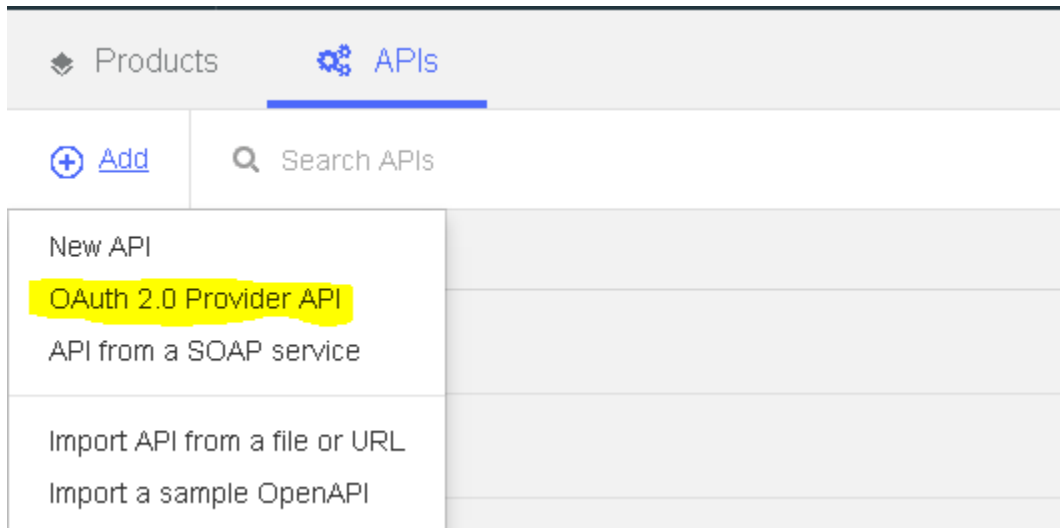 Products APIs
Add Search APIs
New API
OAuth 2.0 Provider API
API from a SOAP service
Import API from a file or URL
Import a sample OpenAPI